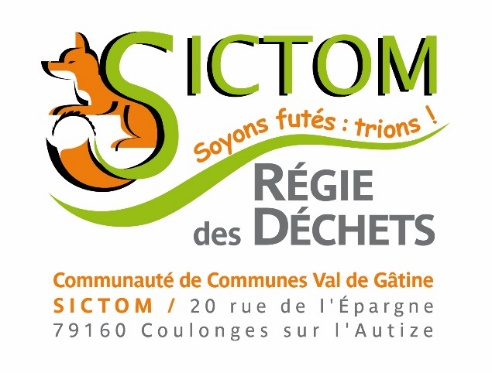 SICTOM
Soyons futés : trions !
RÉGIE
des DÉCHETS
Communauté de Communes Val de Gâtine
SICTOM / 20 rue de l'Épargne
79160 Coulonges sur l'Autize